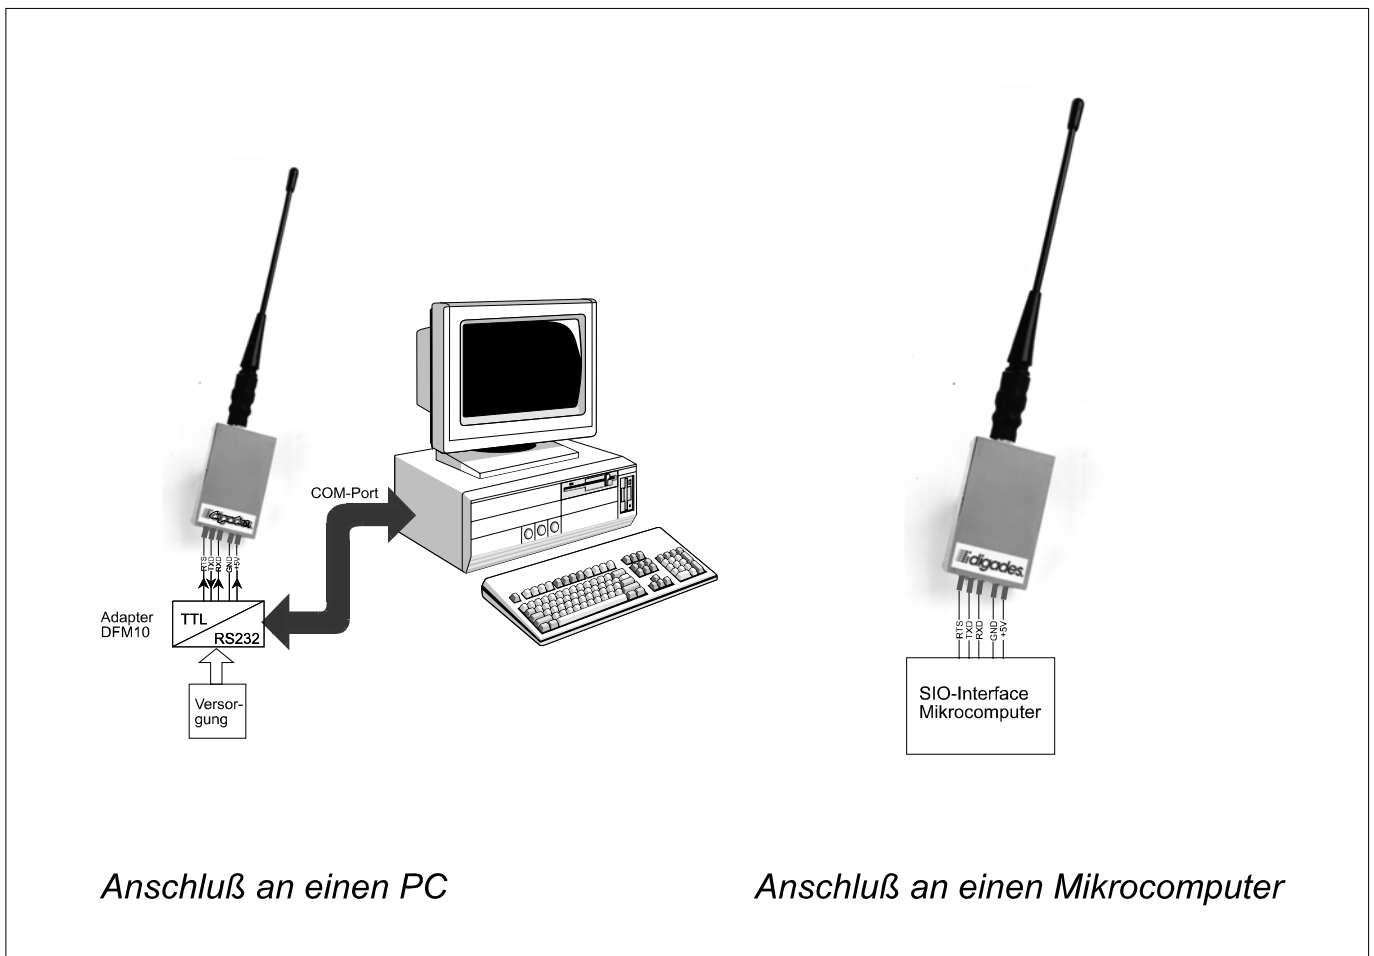 COM-Port
digades
RTS
TXD
RXD
GND
+5V
Adapter
DFM10
TTL
RS232
Versor-
gung
Anschluß an einen PC
digades
RTS
TXD
RXD
GND
+5V
SIO-Interface
Mikrocomputer
Anschluß an einen Mikrocomputer